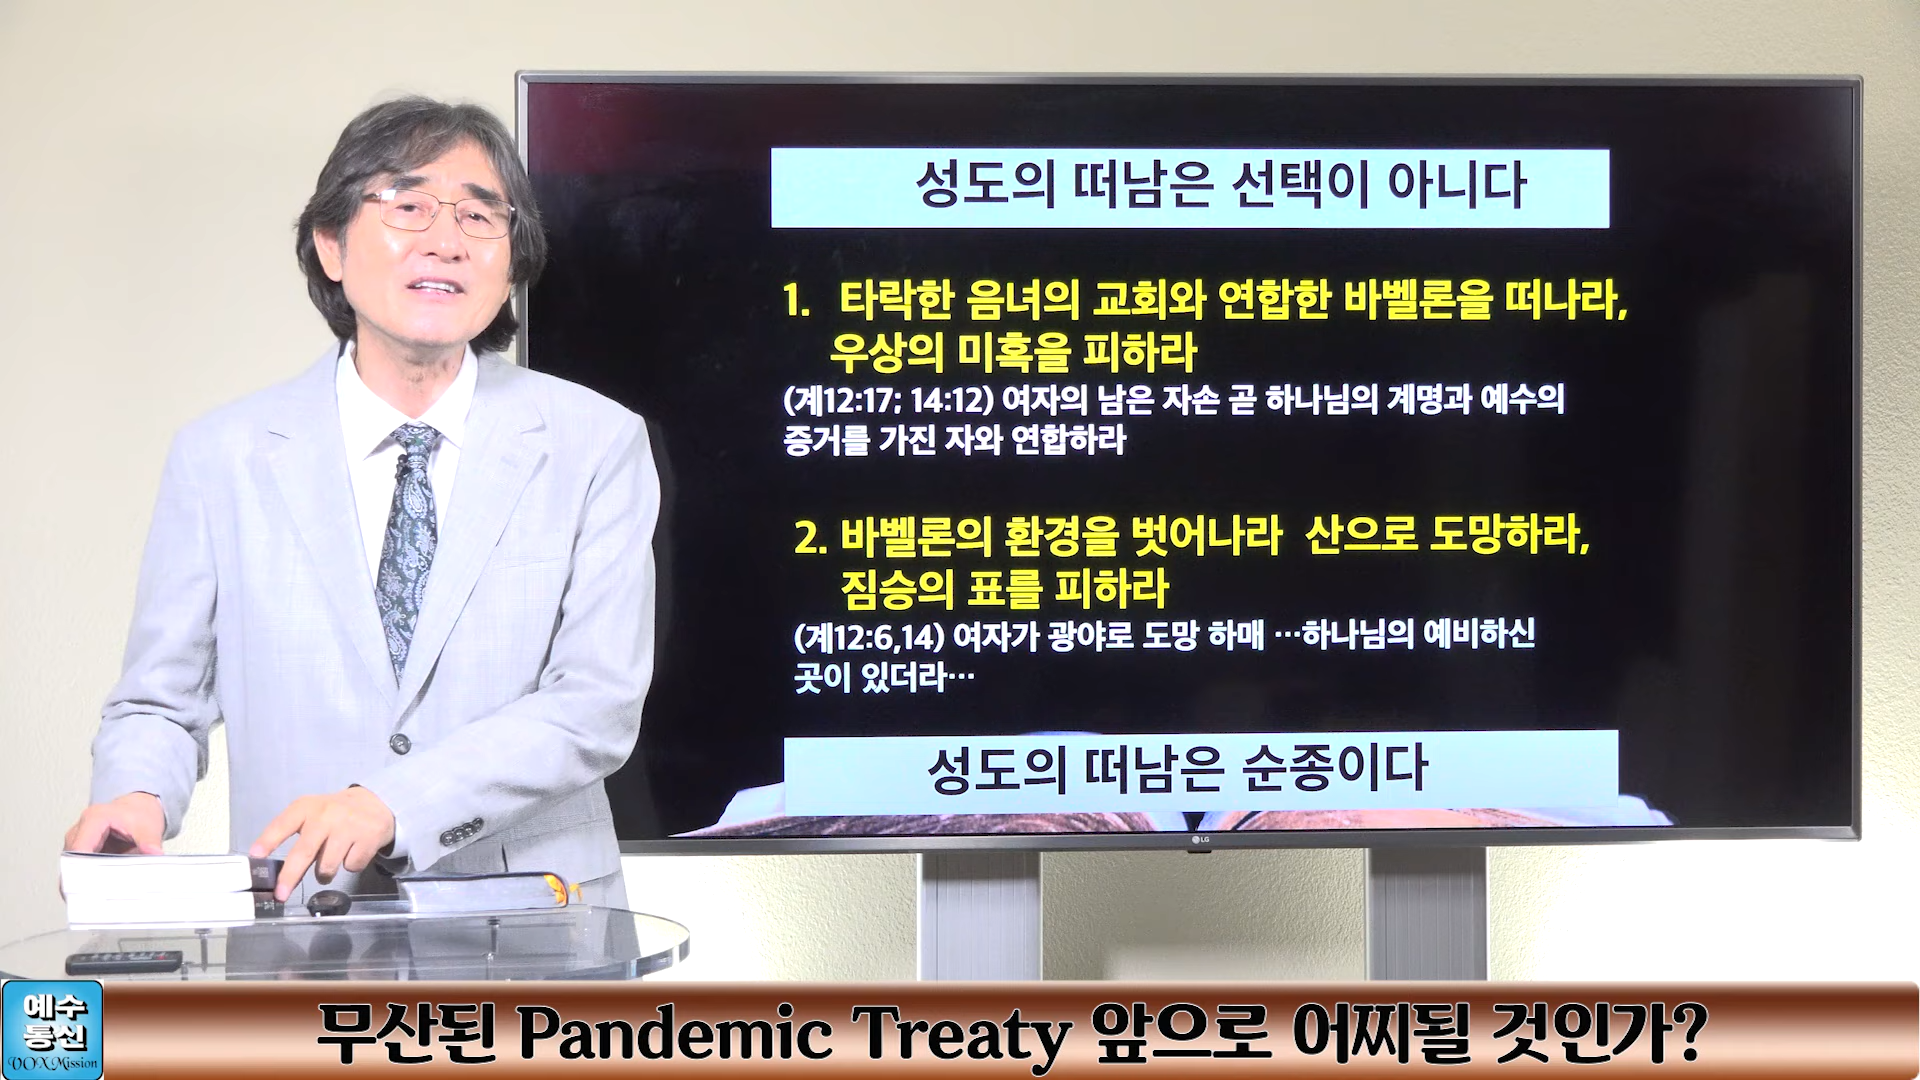 성도의 떠남은 선택이 아니다
1. 타락한 음녀의 교회와 연합한 바벨론을 떠나라,
우상의 미혹을 피하라
(계12:17; 14:12) 여자의 남은 자손 곧 하나님의 계명과 예수의
증거를 가진 자와 연합하라
2. 바벨론의 환경을 벗어나라 산으로 도망하라,
짐승의 표를 피하라
(계12:6,14) 여자가 광야로 도망 하매 …하나님의 예비하신
곳이 있더라…
성도의 떠남은 순종이다
LG
예수
통신
VOX Mission
무산된 Pandemic Treaty 앞으로 어찌될 것인가?